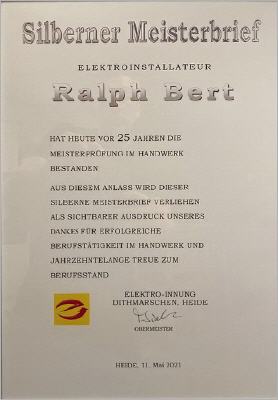 Silberner Meisterbrief
ELEKTROINSTALLATEUR
Ralph Bert
HAT HEUTE VOR 25 JAHREN DIE
MEISTERPRÜFUNG IM HANDWERK
BESTANDEN
AUS DIESEM ANLASS WIRD DIESER
SILBERNE MEISTERBRIEF VERLIEHEN
ALS SICHTBARER AUSDRUCK UNSERES
DANKES FÜR ERFOLGREICHE
BERUFSTÄTIGKEIT IM HANDWERK UND
JAHRZEHNTELANGE TREUE ZUM
BERUFSSTAND
ELEKTRO-INNUNG
DITHMARSCHEN, HEIDE
OBERMEISTER
HEIDE, 11. MAI 2021